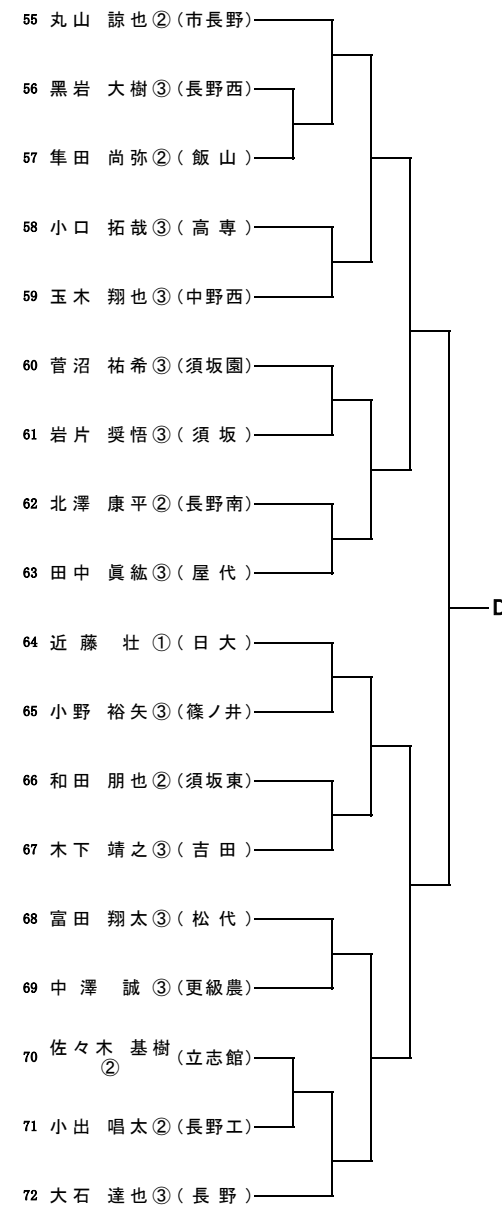 55 丸山 諒也②(市長野)
56 黒岩 大樹③(長野西)
57 隼田 尚弥②(飯山)
58 小口 拓哉③(高専)
59 玉木 翔也③(中野西)
60 菅沼 祐希③(須坂園)
61 岩片 奨悟③(須坂)
62 北澤 康平②(長野南)
63 田中 眞紘③(屋代)
D
64 近藤 壮①(日大)
65 小野 裕矢③(篠ノ井)
66 和田 朋也②(須坂東)
67 木下 靖之③(吉田)
68 富田 翔太③(松代)
69 中澤 誠③(更級農)
70 佐々木 基樹②(立志館)
71 小出 唱太②(長野工)
72 大石 達也③(長野)